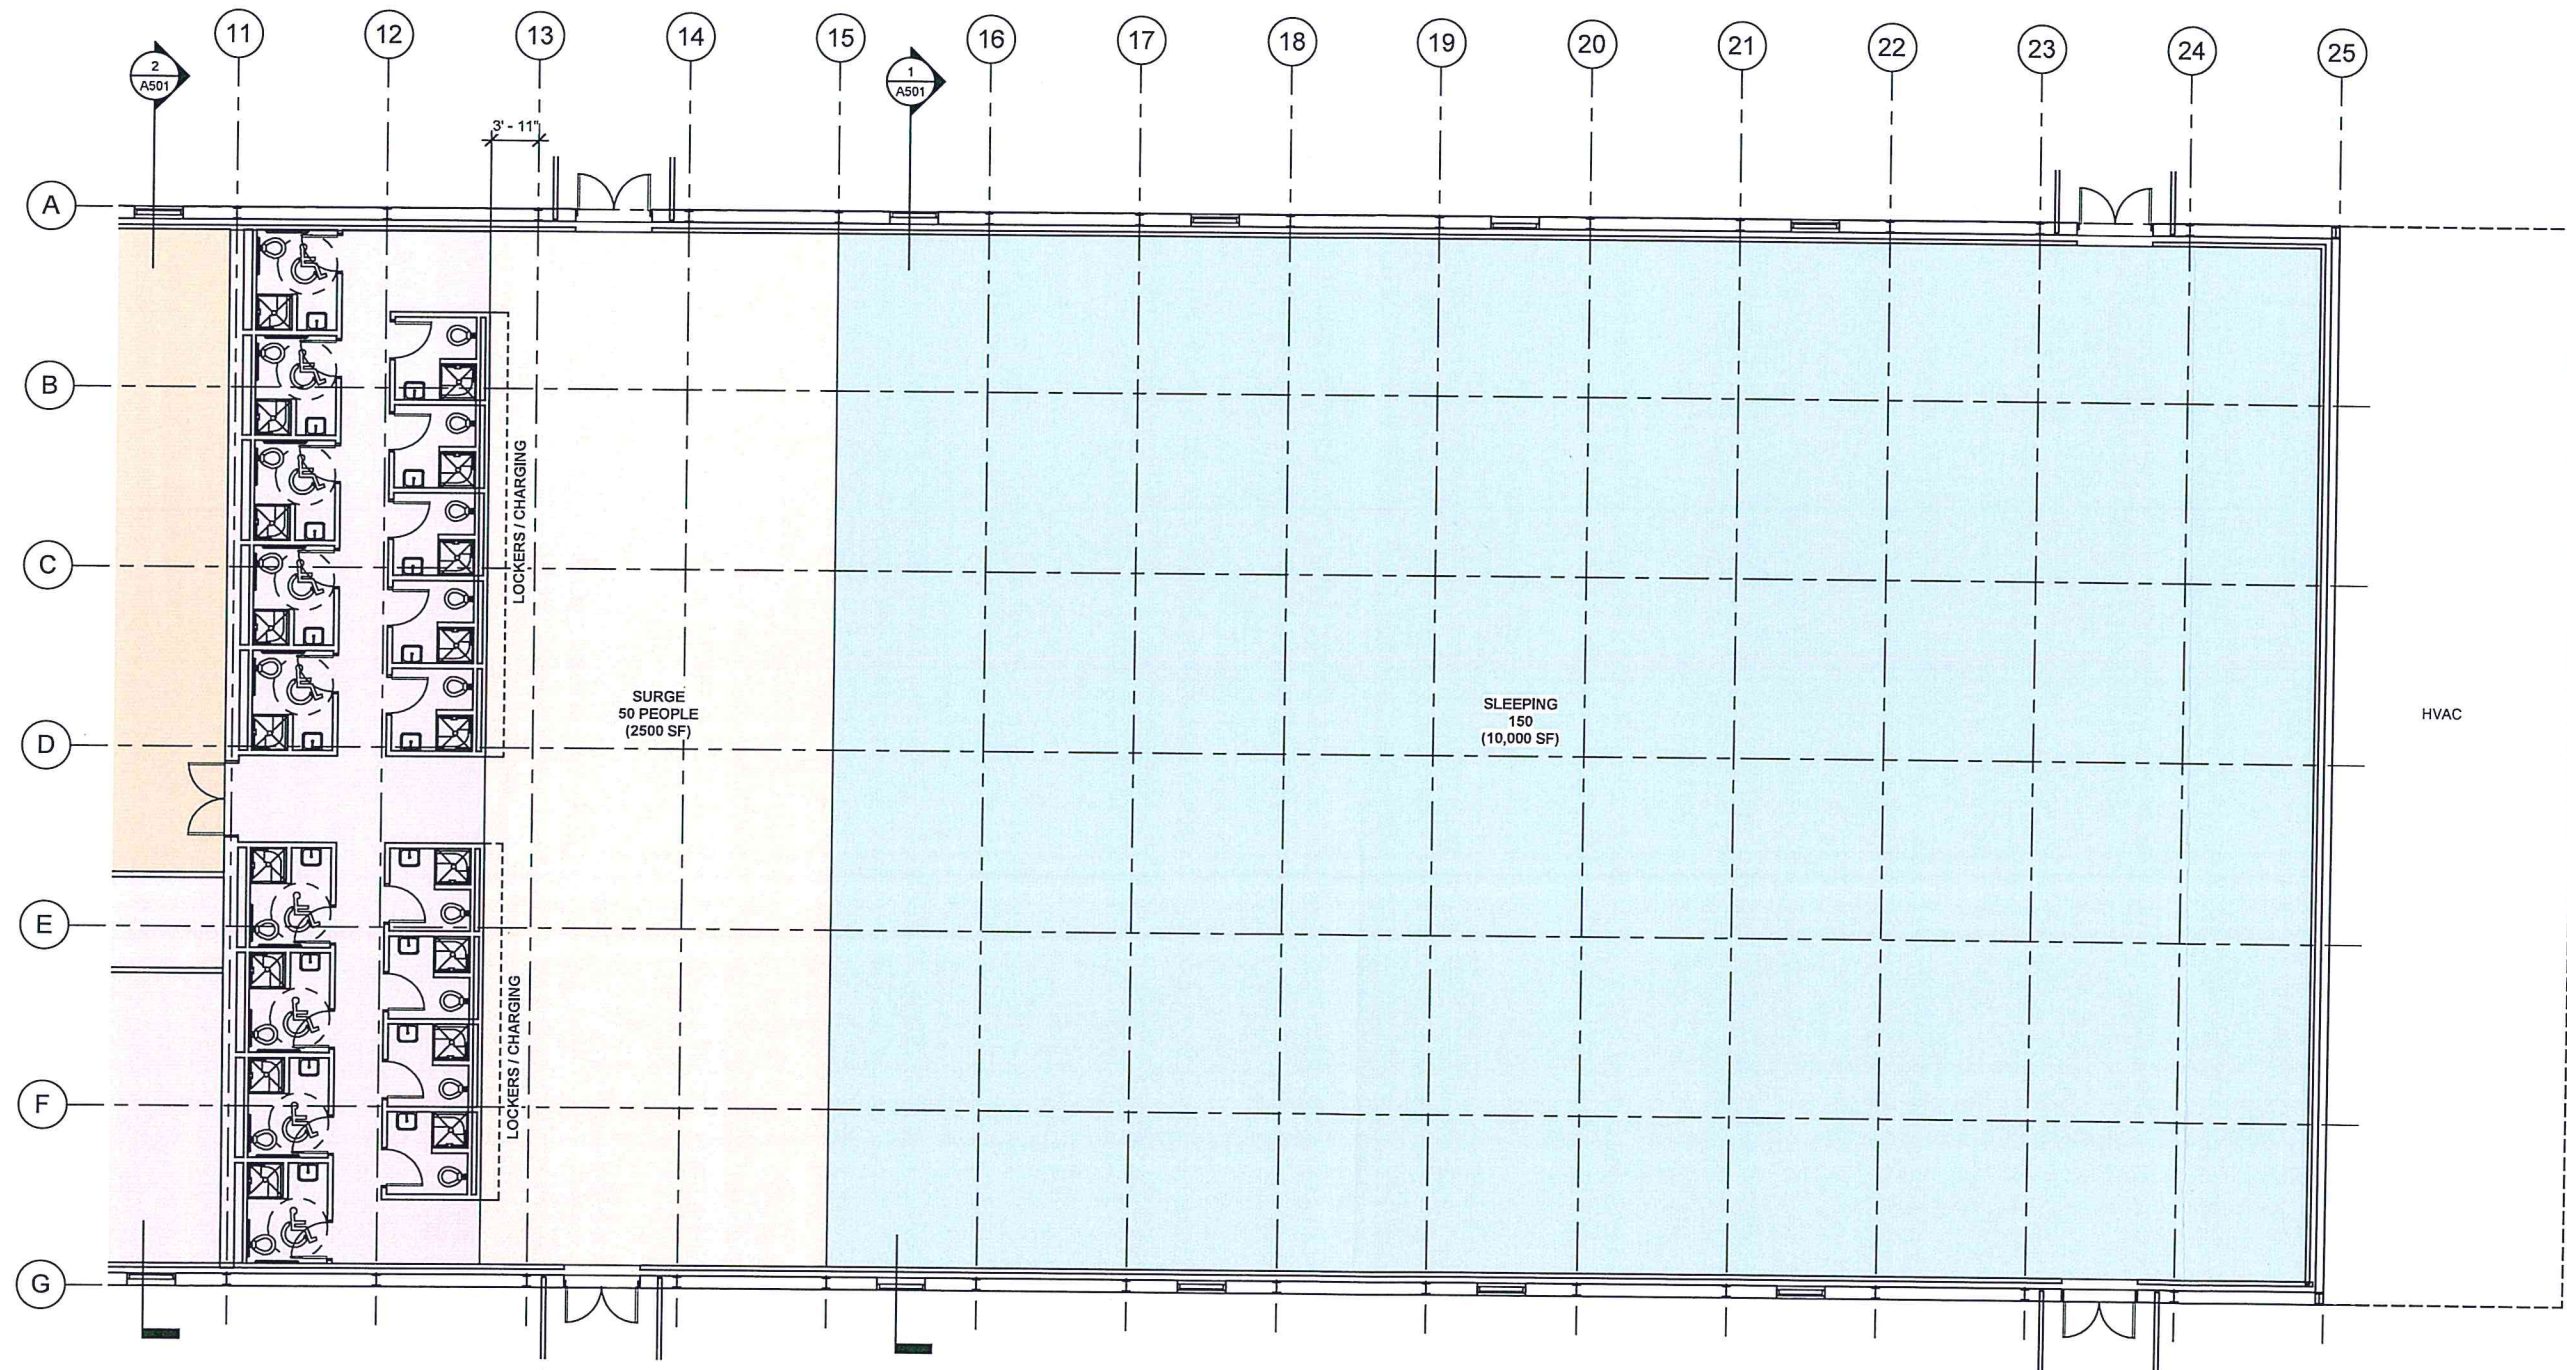 11
12
13
14
15
16
17
18
19
20
21
22
23
24
25
2
A501
1
A501
3' - 11"
A
B
C
D
E
F
G
LOCKERS / CHARGING
LOCKERS / CHARGING
SURGE
50 PEOPLE
(2500 SF)
SLEEPING
150
(10,000 SF)
HVAC